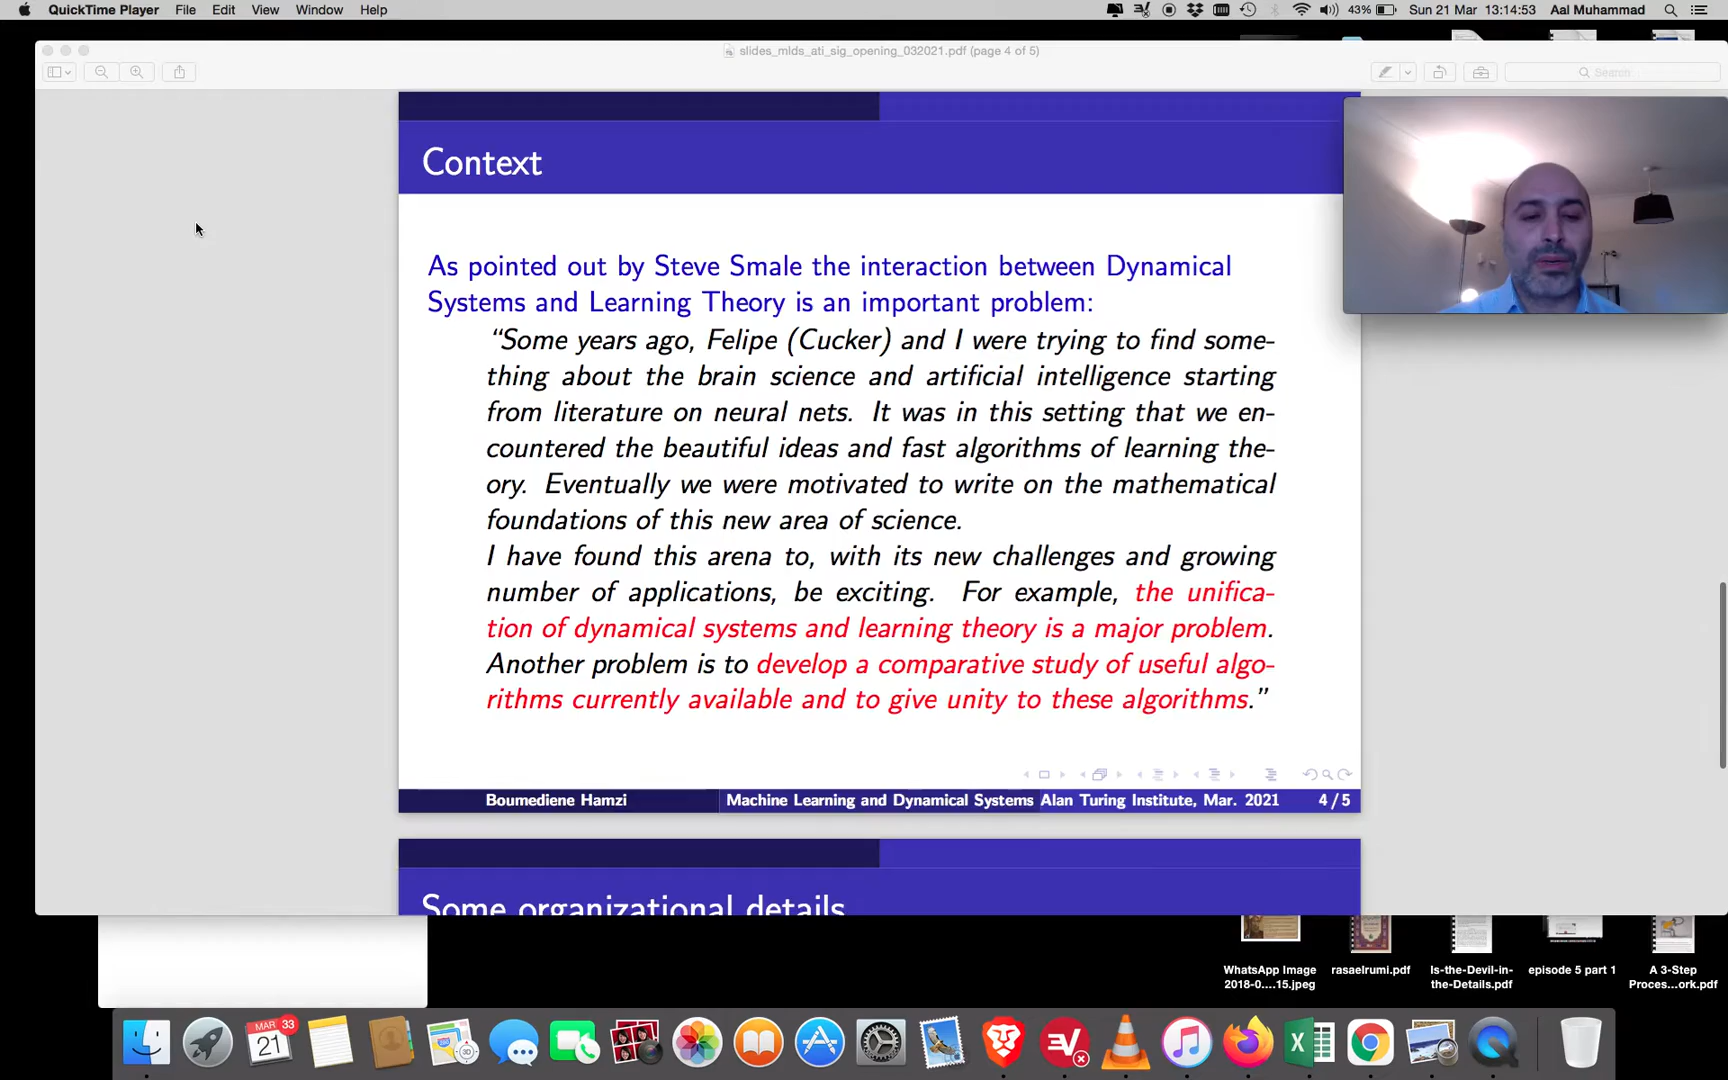 QuickTime Player File Edit View Window Help 43% Sun 21 Mar 13:14:53 Aal Muhammad
slides_mlds_ati_sig_opening_032021.pdf (page 4 of 5)
Search
Context
As pointed out by Steve Smale the interaction between Dynamical
Systems and Learning Theory is an important problem:
“Some years ago, Felipe (Cucker) and I were trying to find some-
thing about the brain science and artificial intelligence starting
from literature on neural nets. It was in this setting that we en-
countered the beautiful ideas and fast algorithms of learning the-
ory. Eventually we were motivated to write on the mathematical
foundations of this new area of science.
I have found this arena to, with its new challenges and growing
number of applications, be exciting. For example, the unifica-
tion of dynamical systems and learning theory is a major problem.
Another problem is to develop a comparative study of useful algo-
rithms currently available and to give unity to these algorithms.”
Boumediene Hamzi Machine Learning and Dynamical Systems Alan Turing Institute, Mar. 2021 4 / 5
Some organizational details
WhatsApp Image rasaelrumi.pdf Is-the-Devil-in- episode 5 part 1 A 3-Step
2018-0....15.jpeg the-Details.pdf Proces...ork.pdf
MAR 33
21
3D